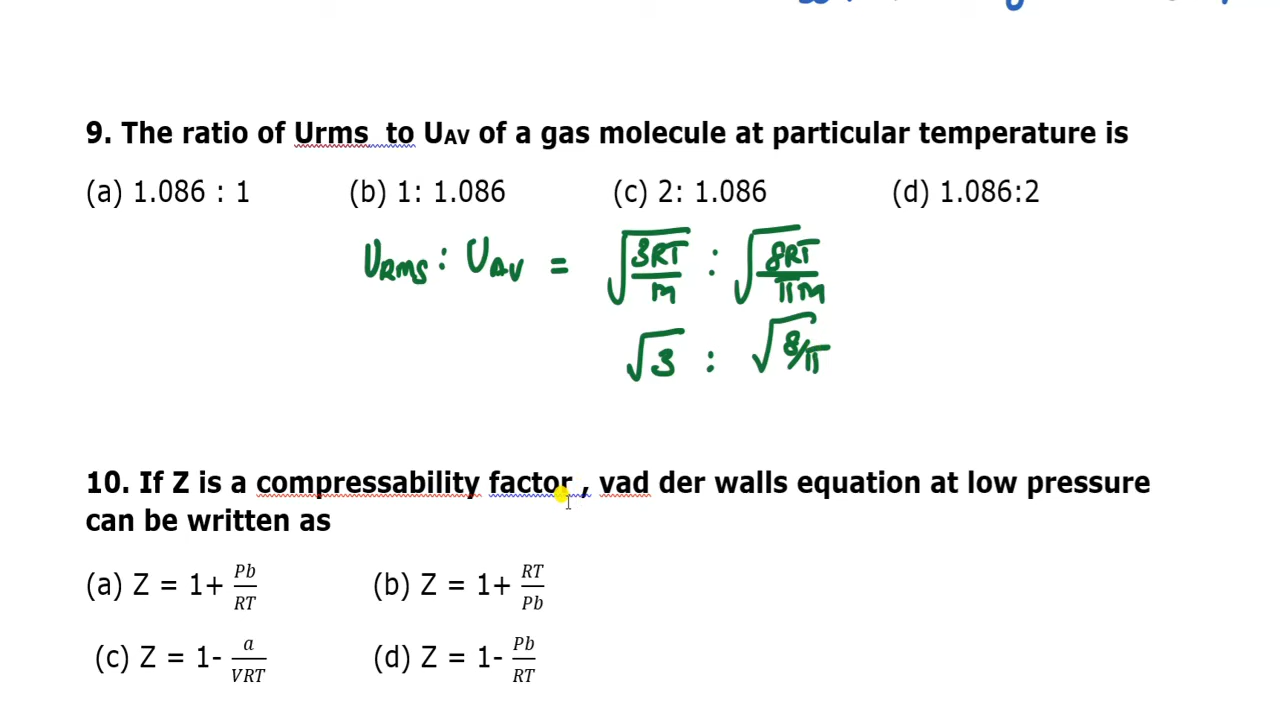 9. The ratio of Urms to UAV of a gas molecule at particular temperature is
(a) 1.086 : 1 (b) 1: 1.086 (c) 2: 1.086 (d) 1.086:2
URMS : UAV = √(3RT/M) : √(8RT/πM)
√3 : √(8/π)
10. If Z is a compressability factor , vad der walls equation at low pressure
can be written as
(a) Z = 1+ Pb/RT (b) Z = 1+ RT/Pb
(c) Z = 1- a/VRT (d) Z = 1- Pb/RT